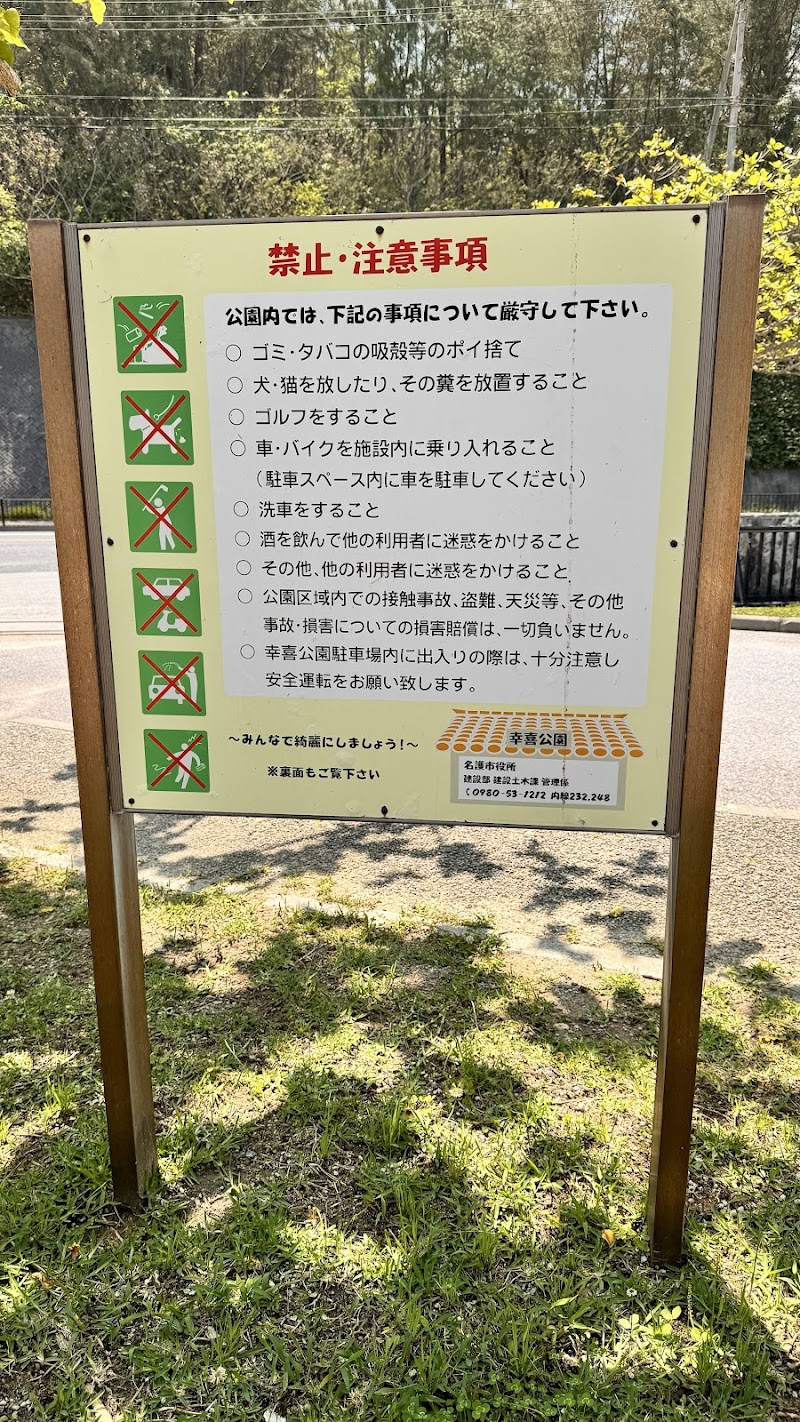 禁止・注意事項
公園内では、下記の事項について厳守して下さい。
○ ゴミ・タバコの吸殻等のポイ捨て
○ 犬・猫を放したり、その糞を放置すること
○ ゴルフをすること
○ 車・バイクを施設内に乗り入れること
（駐車スペース内に車を駐車してください）
○ 洗車をすること
○ 酒を飲んで他の利用者に迷惑をかけること
○ その他、他の利用者に迷惑をかけること
○ 公園区域内での接触事故、盗難、天災等、その他
事故・損害についての損害賠償は、一切負いません。
○ 幸喜公園駐車場内に出入りの際は、十分注意し
安全運転をお願い致します。
～みんなで綺麗にしましょう！～
※裏面もご覧下さい
幸喜公園
名護市役所
建設部 建設土木課 管理係
( 0980-53-1212 内線232,248